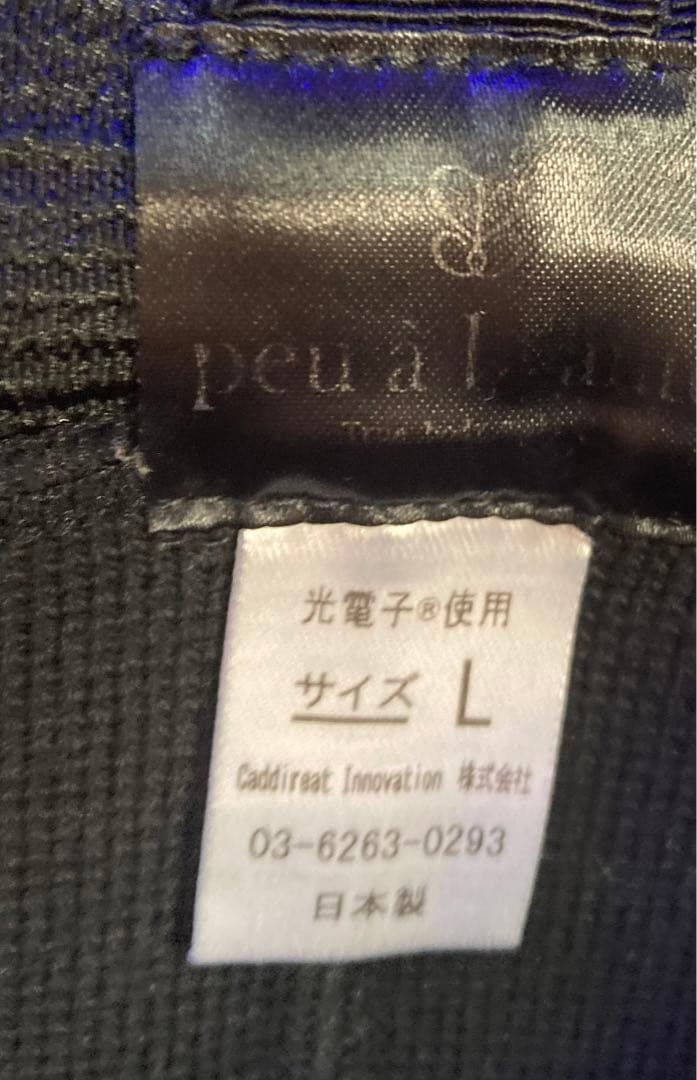 peu à
光電子®使用
サイズ L
Caddireat Innovation 株式会社
03-6263-0293
日本製